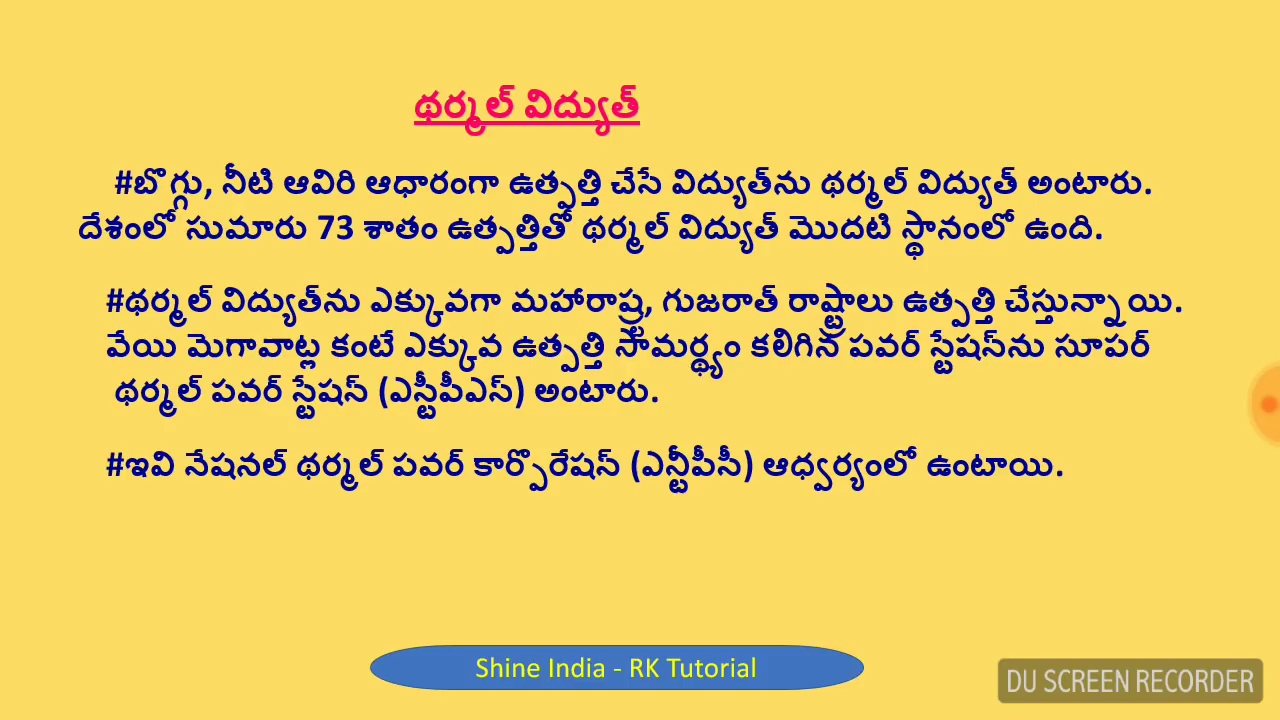 థర్మల్ విద్యుత్
#బొగ్గు, నీటి ఆవిరి ఆధారంగా ఉత్పత్తి చేసే విద్యుత్‌ను థర్మల్ విద్యుత్ అంటారు.
దేశంలో సుమారు 73 శాతం ఉత్పత్తితో థర్మల్ విద్యుత్ మొదటి స్థానంలో ఉంది.
#థర్మల్ విద్యుత్‌ను ఎక్కువగా మహారాష్ట్ర, గుజరాత్ రాష్ట్రాలు ఉత్పత్తి చేస్తున్నాయి.
వేయి మెగావాట్ల కంటే ఎక్కువ ఉత్పత్తి సామర్థ్యం కలిగిన పవర్ స్టేషన్‌ను సూపర్
థర్మల్ పవర్ స్టేషన్ (ఎస్టీపీఎస్) అంటారు.
#ఇవి నేషనల్ థర్మల్ పవర్ కార్పొరేషన్ (ఎన్టీపీసీ) ఆధ్వర్యంలో ఉంటాయి.
Shine India - RK Tutorial
DU SCREEN RECORDER